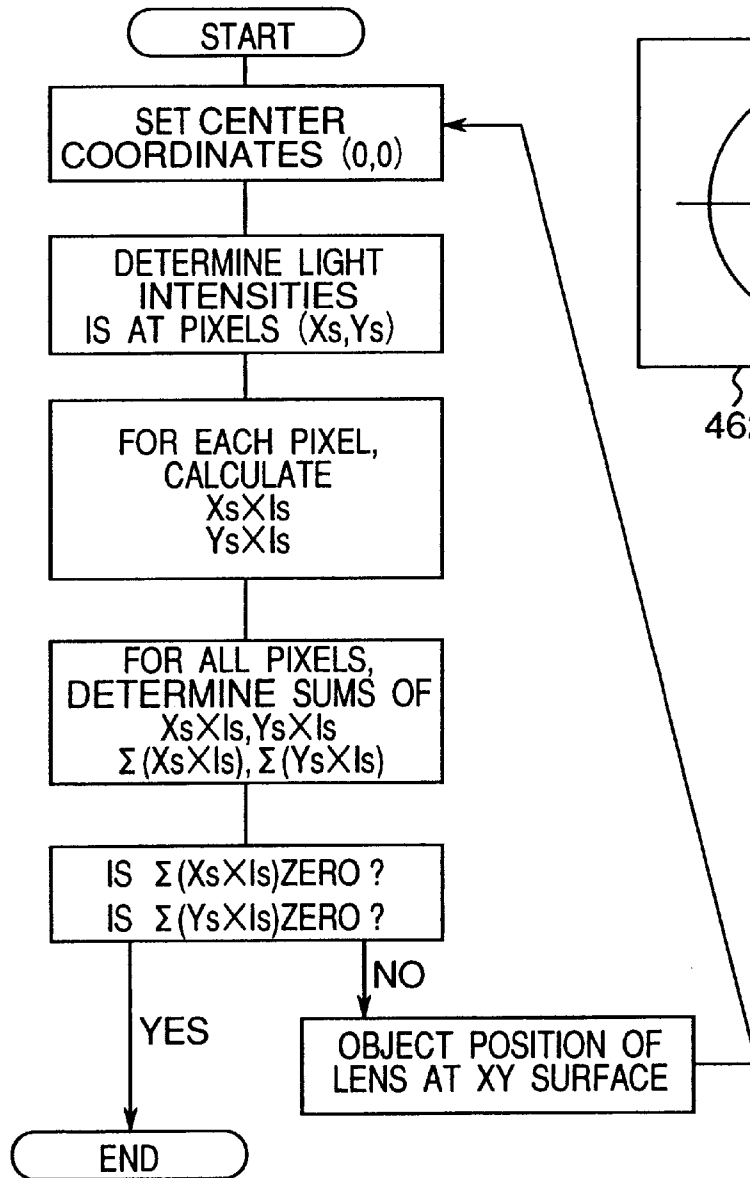 START
SET CENTER
COORDINATES (0,0)
DETERMINE LIGHT
INTENSITIES
IS AT PIXELS (Xs,Ys)
FOR EACH PIXEL,
CALCULATE
Xs×Is
Ys×Is
FOR ALL PIXELS,
DETERMINE SUMS OF
Xs×Is,Ys×Is
Σ(Xs×Is),Σ(Ys×Is)
IS Σ(Xs×Is)ZERO?
IS Σ(Ys×Is)ZERO?
NO
YES
OBJECT POSITION OF
LENS AT XY SURFACE
END